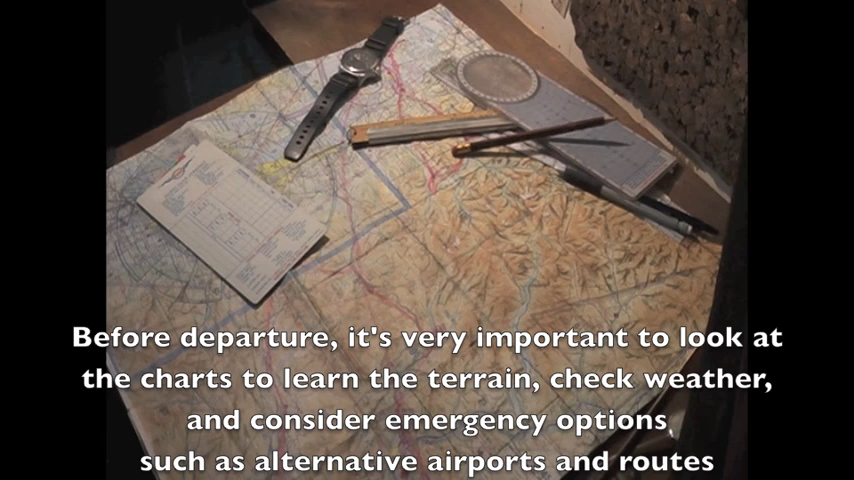 Before departure, it's very important to look at
the charts to learn the terrain, check weather,
and consider emergency options
such as alternative airports and routes